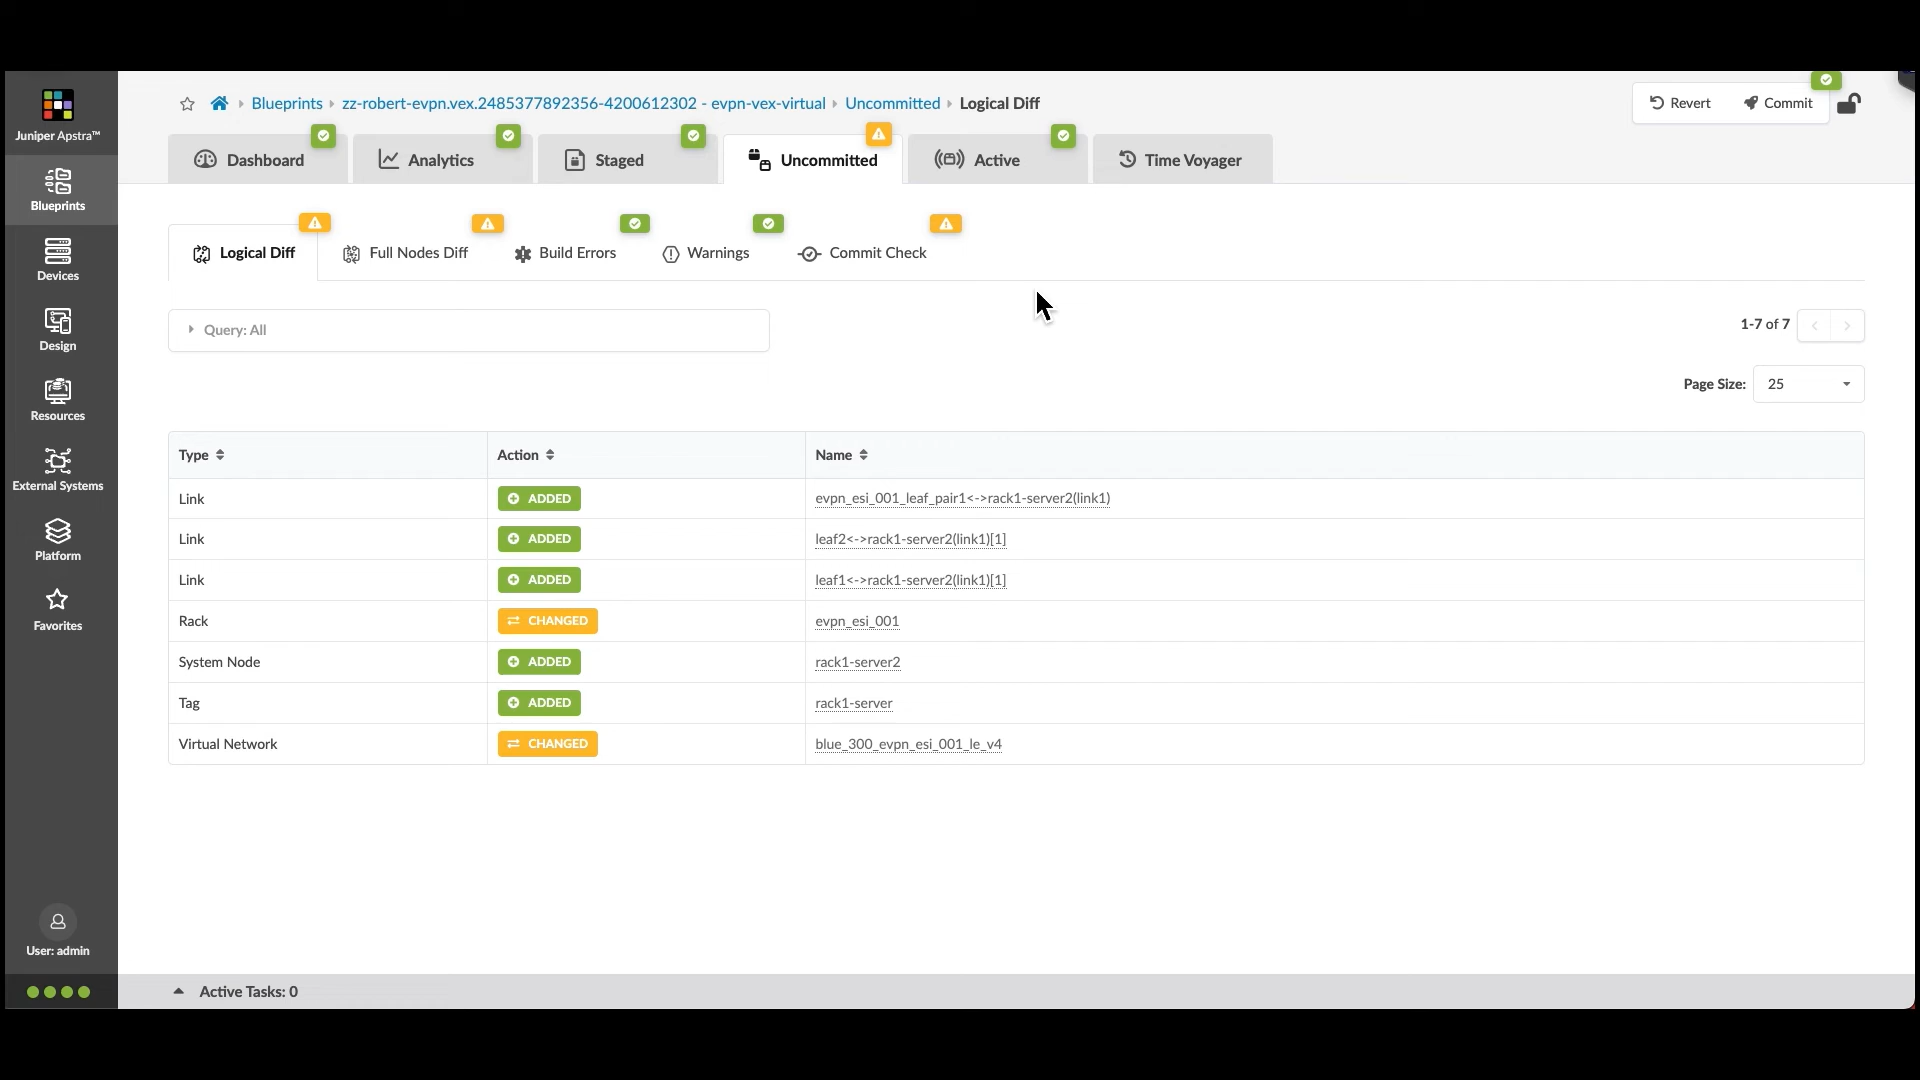 Juniper Apstra™
Blueprints
Devices
Design
Resources
External Systems
Platform
Favorites
User: admin
Blueprints
zz-robert-evpn.vex.2485377892356-4200612302 - evpn-vex-virtual
Uncommitted
Logical Diff
Revert
Commit
Dashboard
Analytics
Staged
Uncommitted
Active
Time Voyager
Logical Diff
Full Nodes Diff
Build Errors
Warnings
Commit Check
Query: All
1-7 of 7
Page Size: 25
Type Action Name
Link ADDED evpn_esi_001_leaf_pair1<->rack1-server2(link1)
Link ADDED leaf2<->rack1-server2(link1)[1]
Link ADDED leaf1<->rack1-server2(link1)[1]
Rack CHANGED evpn_esi_001
System Node ADDED rack1-server2
Tag ADDED rack1-server
Virtual Network CHANGED blue_300_evpn_esi_001_le_v4
Active Tasks: 0